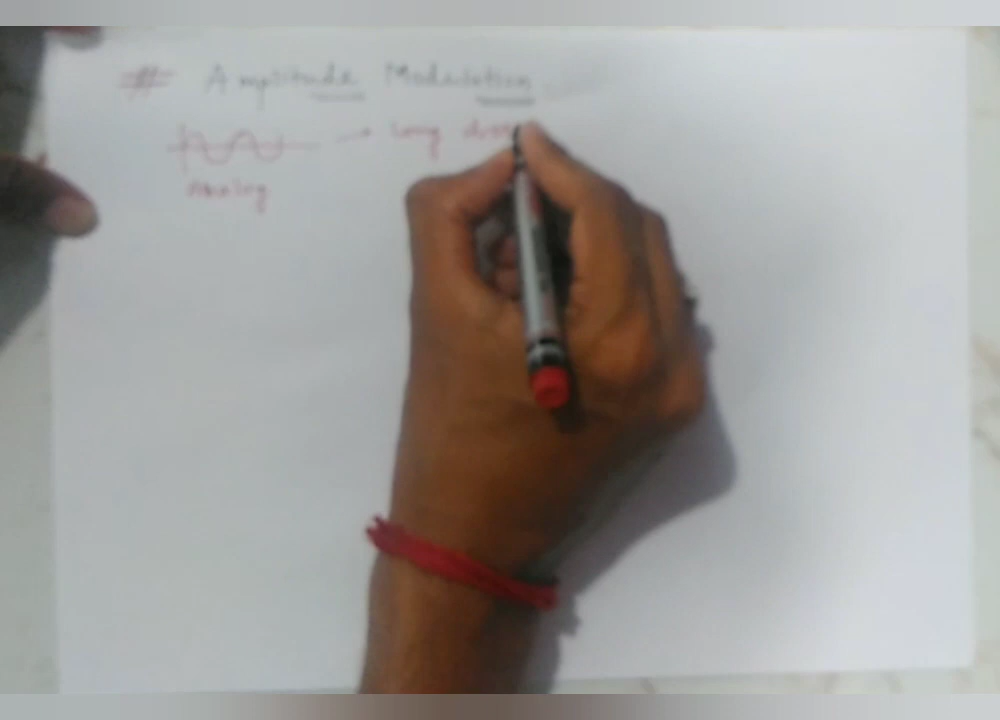 # Amplitude Modulation
→ Long
Analog